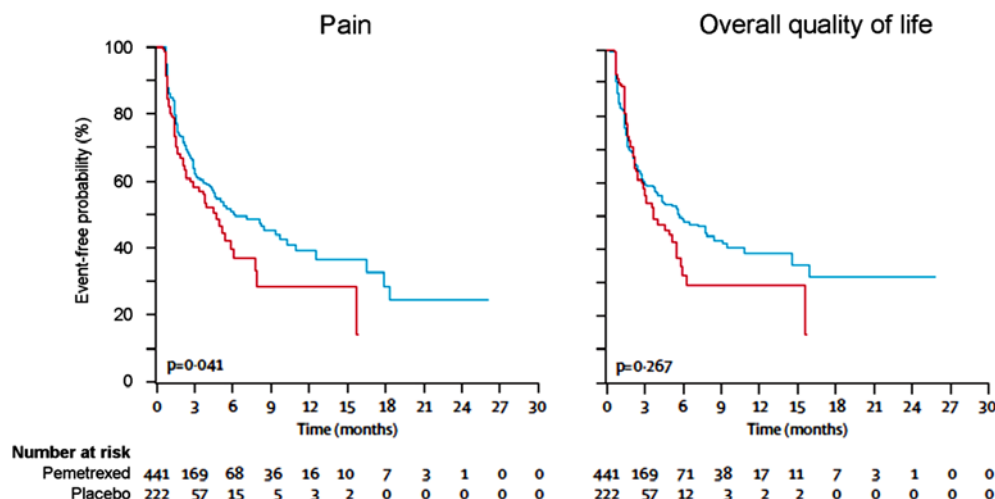 Pain
Overall quality of life
Event-free probability (%)
100
80
60
40
20
0
p=0·041
p=0·267
0 3 6 9 12 15 18 21 24 27 30
0 3 6 9 12 15 18 21 24 27 30
Time (months)
Time (months)
Number at risk
Pemetrexed 441 169 68 36 16 10 7 3 1 0 0 441 169 71 38 17 11 7 3 1 0 0
Placebo 222 57 15 5 3 2 0 0 0 0 0 222 57 12 3 2 2 0 0 0 0 0